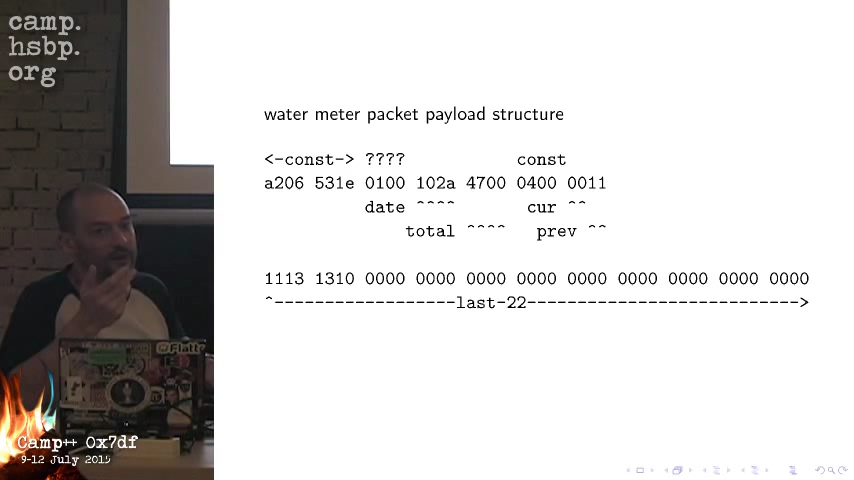 camp.
hsbp.
org
water meter packet payload structure
<-const-> ???? const
a206 531e 0100 102a 4700 0400 0011
date ^^^^ cur ^^
total ^^^^ prev ^^
1113 1310 0000 0000 0000 0000 0000 0000 0000 0000 0000
^------------------last-22--------------------------->
Camp++ 0x7df
9-12 July 2015